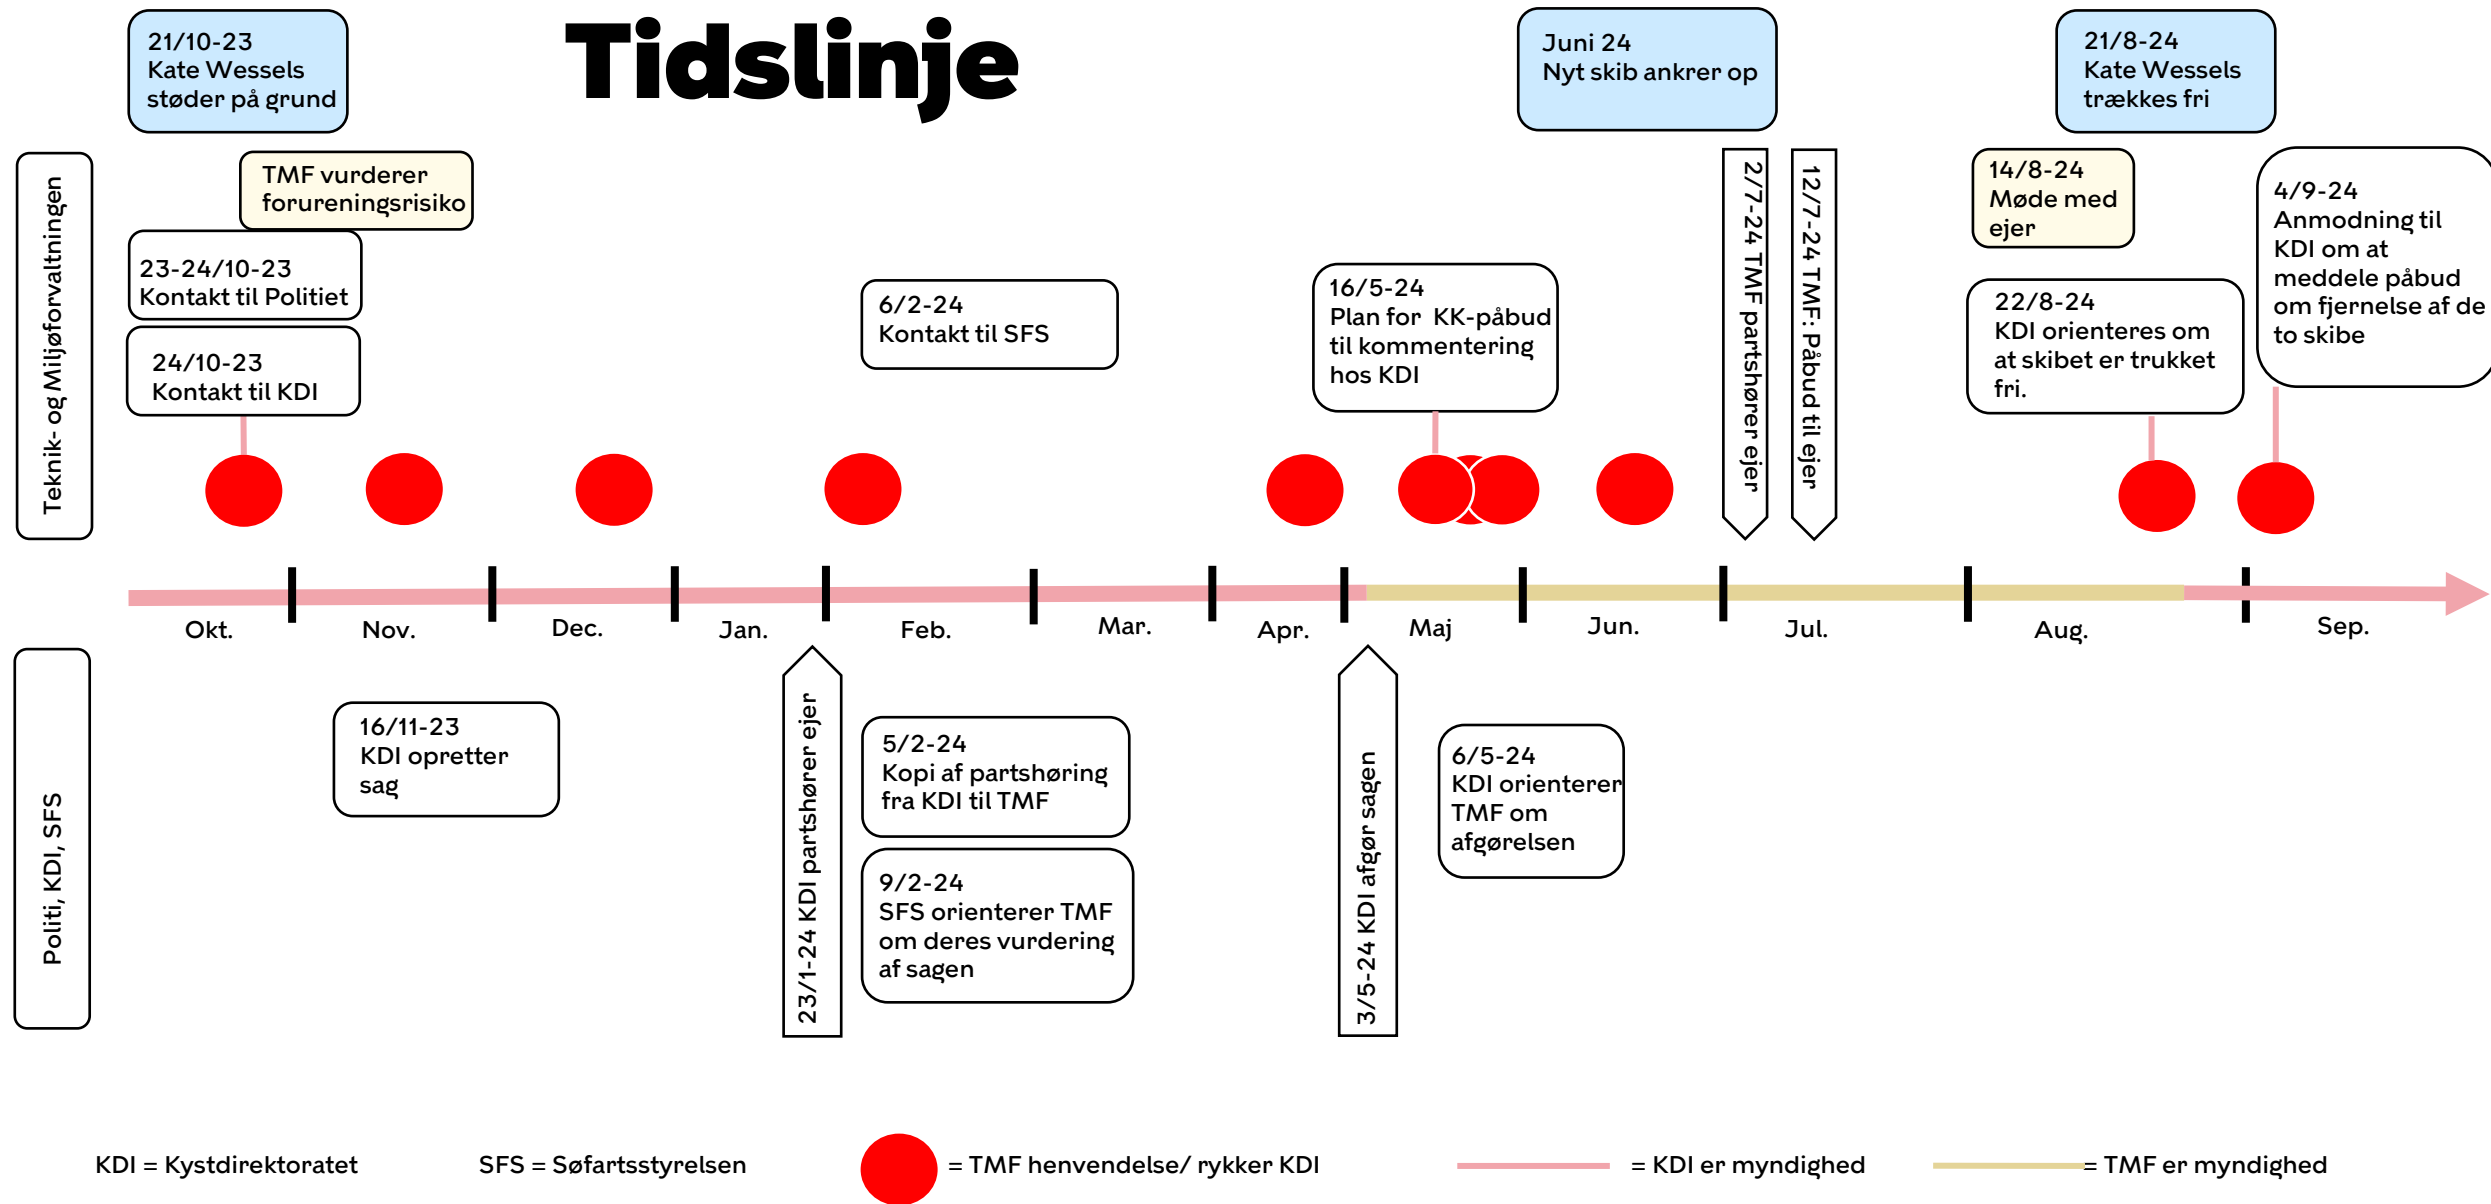 Tidslinje
21/10-23
Kate Wessels
støder på grund
Juni 24
Nyt skib ankrer op
21/8-24
Kate Wessels
trækkes fri
Teknik- og Miljøforvaltningen
TMF vurderer
forureningsrisiko
23-24/10-23
Kontakt til Politiet
24/10-23
Kontakt til KDI
6/2-24
Kontakt til SFS
16/5-24
Plan for KK-påbud
til kommentering
hos KDI
2/7-24 TMF partshører ejer
12/7-24 TMF: Påbud til ejer
14/8-24
Møde med
ejer
22/8-24
KDI orienteres om
at skibet er trukket
fri.
4/9-24
Anmodning til
KDI om at
meddele påbud
om fjernelse af de
to skibe
Okt.
Nov.
Dec.
Jan.
Feb.
Mar.
Apr.
Maj
Jun.
Jul.
Aug.
Sep.
Politi, KDI, SFS
16/11-23
KDI opretter
sag
23/1-24 KDI partshører ejer
5/2-24
Kopi af partshøring
fra KDI til TMF
9/2-24
SFS orienterer TMF
om deres vurdering
af sagen
3/5-24 KDI afgør sagen
6/5-24
KDI orienterer
TMF om
afgørelsen
KDI = Kystdirektoratet
SFS = Søfartsstyrelsen
= TMF henvendelse/ rykker KDI
= KDI er myndighed
= TMF er myndighed